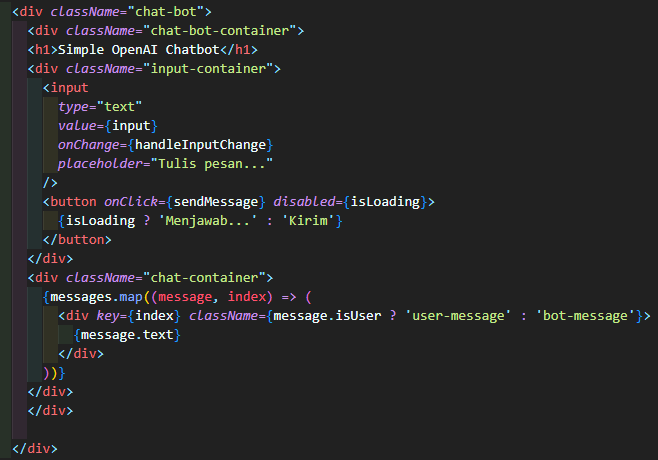 <div className="chat-bot">
<div className="chat-bot-container">
<h1>Simple OpenAI Chatbot</h1>
<div className="input-container">
<input
type="text"
value={input}
onChange={handleInputChange}
placeholder="Tulis pesan..."
/>
<button onClick={sendMessage} disabled={isLoading}>
{isLoading ? 'Menjawab...' : 'Kirim'}
</button>
</div>
<div className="chat-container">
{messages.map((message, index) => (
<div key={index} className={message.isUser ? 'user-message' : 'bot-message'}>
{message.text}
</div>
))}
</div>
</div>
</div>